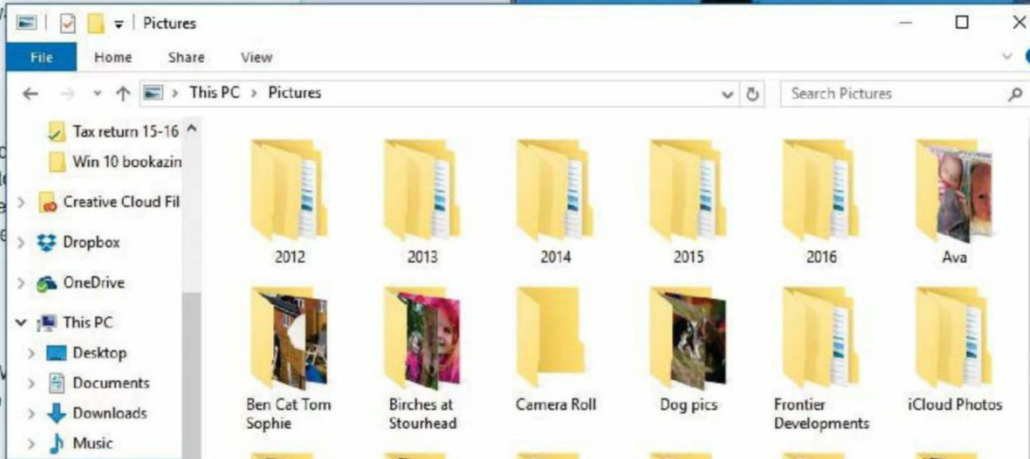 Pictures
File Home Share View
This PC > Pictures
Search Pictures
Tax return 15-16
Win 10 bookazin
Creative Cloud Fil
Dropbox
OneDrive
This PC
Desktop
Documents
Downloads
Music
2012 2013 2014 2015 2016 Ava
Ben Cat Tom Birches at Camera Roll Dog pics Frontier iCloud Photos
Sophie Stourhead Developments